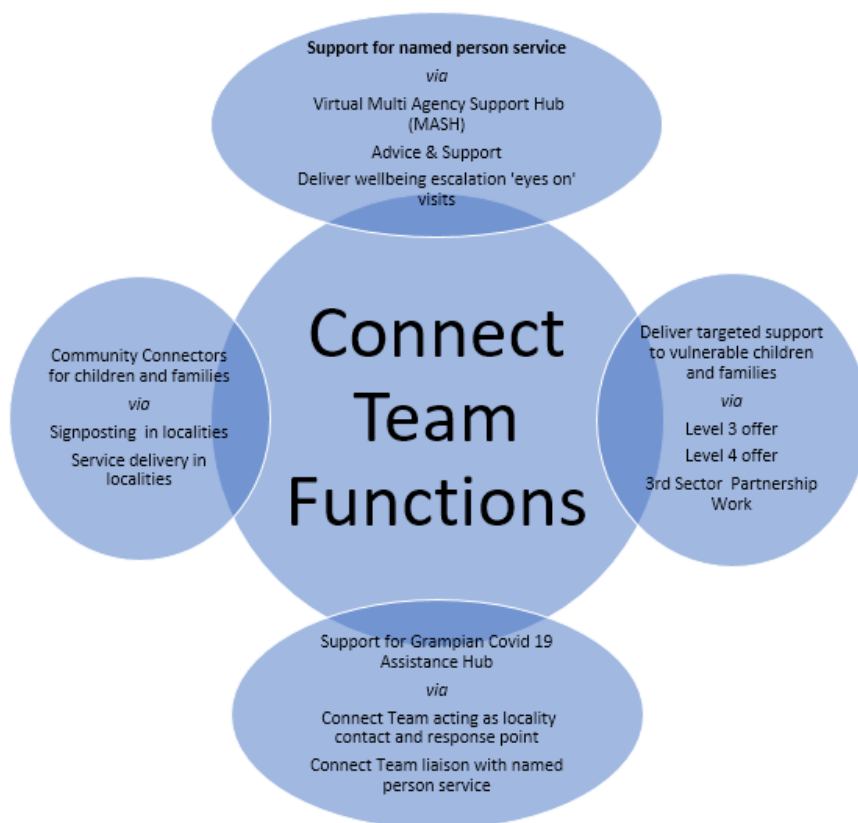 Support for named person service
via
Virtual Multi Agency Support Hub
(MASH)
Advice & Support
Deliver wellbeing escalation 'eyes on'
visits
Community Connectors
for children and families
via
Signposting in localities
Service delivery in
localities
Connect
Team
Functions
Deliver targeted support
to vulnerable children
and families
via
Level 3 offer
Level 4 offer
3rd Sector Partnership
Work
Support for Grampian Covid 19
Assistance Hub
via
Connect Team acting as locality
contact and response point
Connect Team liaison with named
person service